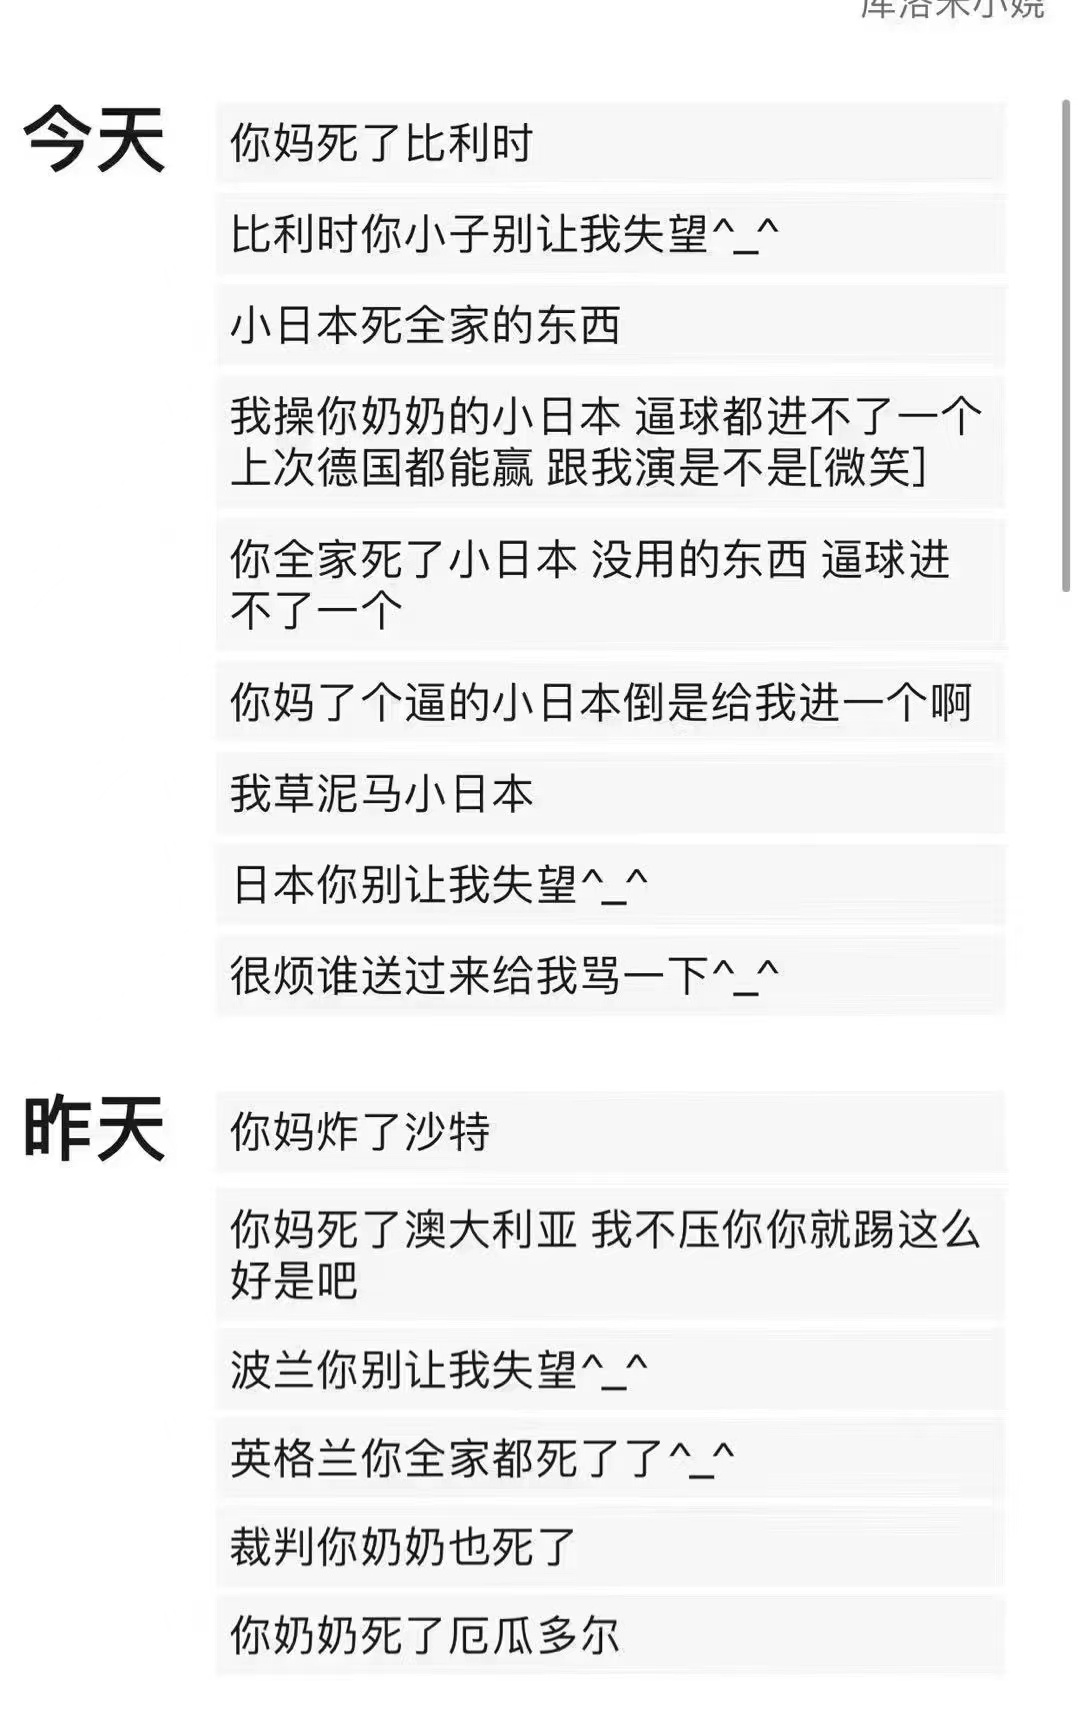 库洛米小娆
今天
你妈死了比利时
比利时你小子别让我失望^_^
小日本死全家的东西
我操你奶奶的小日本 逼球都进不了一个
上次德国都能赢 跟我演是不是[微笑]
你全家死了小日本 没用的东西 逼球进
不了一个
你妈了个逼的小日本倒是给我进一个啊
我草泥马小日本
日本你别让我失望^_^
很烦谁送过来给我骂一下^_^
昨天
你妈炸了沙特
你妈死了澳大利亚 我不压你你就踢这么
好是吧
波兰你别让我失望^_^
英格兰你全家都死了了^_^
裁判你奶奶也死了
你奶奶死了厄瓜多尔